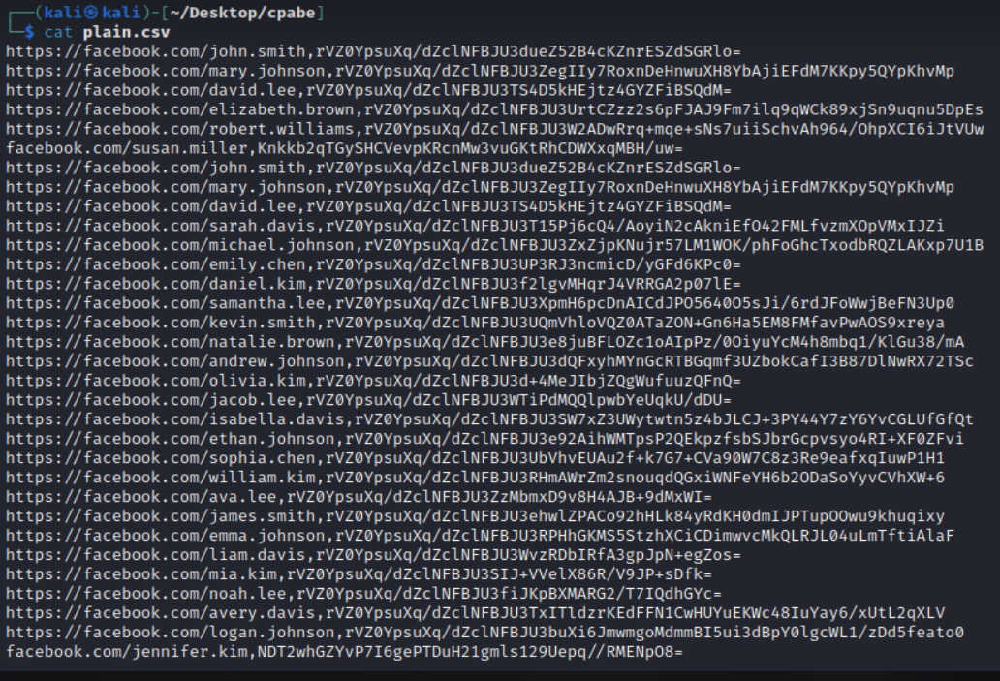 ┌──(kali㉿kali)-[~/Desktop/cpabe]
└─$ cat plain.csv
https://facebook.com/john.smith,rVZ0YpsuXq/dZclNFBJU3dueZ52B4cKZnrESZdSGRlo=
https://facebook.com/mary.johnson,rVZ0YpsuXq/dZclNFBJU3ZegIIy7RoxnDeHnwuXH8YbAjiEFdM7KKpy5QYpKhvMp
https://facebook.com/david.lee,rVZ0YpsuXq/dZclNFBJU3TS4D5kHEjtz4GYZFiBSQdM=
https://facebook.com/elizabeth.brown,rVZ0YpsuXq/dZclNFBJU3UrtCZzz2s6pFJAJ9Fm7ilq9qWCk89xjSn9uqnu5DpEs
https://facebook.com/robert.williams,rVZ0YpsuXq/dZclNFBJU3W2ADwRrq+mqe+sNs7uiiSchvAh964/OhpXCI6iJtVUw
facebook.com/susan.miller,Knkkb2qTGySHCVevpKRcnMw3vuGKtRhCDWXxqMBH/uw=
https://facebook.com/john.smith,rVZ0YpsuXq/dZclNFBJU3dueZ52B4cKZnrESZdSGRlo=
https://facebook.com/mary.johnson,rVZ0YpsuXq/dZclNFBJU3ZegIIy7RoxnDeHnwuXH8YbAjiEFdM7KKpy5QYpKhvMp
https://facebook.com/david.lee,rVZ0YpsuXq/dZclNFBJU3TS4D5kHEjtz4GYZFiBSQdM=
https://facebook.com/sarah.davis,rVZ0YpsuXq/dZclNFBJU3T15Pj6cQ4/AoyiN2cAkniEfO42FMLfvzmXOpVMxIJZi
https://facebook.com/michael.johnson,rVZ0YpsuXq/dZclNFBJU3ZxZjpKNujr57LM1WOK/phFoGhcTxodbRQZLAKxp7U1B
https://facebook.com/emily.chen,rVZ0YpsuXq/dZclNFBJU3UP3RJ3ncmicD/yGFd6KPc0=
https://facebook.com/daniel.kim,rVZ0YpsuXq/dZclNFBJU3f2lgvMHqrJ4VRRGA2p07lE=
https://facebook.com/samantha.lee,rVZ0YpsuXq/dZclNFBJU3XpmH6pcDnAICdJPO5640O5sJi/6rdJFoWwjBeFN3Up0
https://facebook.com/kevin.smith,rVZ0YpsuXq/dZclNFBJU3UQmVhloVQZ0ATaZON+Gn6Ha5EM8FMfavPwAOS9xreya
https://facebook.com/natalie.brown,rVZ0YpsuXq/dZclNFBJU3e8juBFLOZc1oAIpPz/0OiyuYcM4h8mbq1/KlGu38/mA
https://facebook.com/andrew.johnson,rVZ0YpsuXq/dZclNFBJU3dQFxyhMYnGcRTBGqmf3UZbokCafI3B87DlNwRX72TSc
https://facebook.com/olivia.kim,rVZ0YpsuXq/dZclNFBJU3d+4MeJIbjZQgWufuuzQFnQ=
https://facebook.com/jacob.lee,rVZ0YpsuXq/dZclNFBJU3WTiPdMQQlpwbYeUqkU/dDU=
https://facebook.com/isabella.davis,rVZ0YpsuXq/dZclNFBJU3SW7xZ3UWytwtn5z4bJLCJ+3PY44Y7zY6YvCGLUfGfQt
https://facebook.com/ethan.johnson,rVZ0YpsuXq/dZclNFBJU3e92AihWMTpsP2QEkpzfsbSJbrGcpvsyo4RI+XF0ZFvi
https://facebook.com/sophia.chen,rVZ0YpsuXq/dZclNFBJU3UbVhvEUAu2f+k7G7+CVa90W7C8z3Re9eafxqIuwP1H1
https://facebook.com/william.kim,rVZ0YpsuXq/dZclNFBJU3RHmAWrZm2snouqdQGxiWNFeYH6b2ODaSoYyvCVhXW+6
https://facebook.com/ava.lee,rVZ0YpsuXq/dZclNFBJU3ZzMbmxD9v8H4AJB+9dMxWI=
https://facebook.com/james.smith,rVZ0YpsuXq/dZclNFBJU3ehwlZPACo92hHLk84yRdKH0dmIJPTupOOwu9khuqixy
https://facebook.com/emma.johnson,rVZ0YpsuXq/dZclNFBJU3RPHhGKMS5StzhXCiCDimwvcMkQLRJL04uLmTftiAlaF
https://facebook.com/liam.davis,rVZ0YpsuXq/dZclNFBJU3WvzRDbIRfA3gpJpN+egZos=
https://facebook.com/mia.kim,rVZ0YpsuXq/dZclNFBJU3SIJ+VVelX86R/V9JP+sDfk=
https://facebook.com/noah.lee,rVZ0YpsuXq/dZclNFBJU3fiJKpBXMARG2/T7IQdhGYc=
https://facebook.com/avery.davis,rVZ0YpsuXq/dZclNFBJU3TxITldzrKEdFFN1CwHUYuEKWc48IuYay6/xUtL2qXLV
https://facebook.com/logan.johnson,rVZ0YpsuXq/dZclNFBJU3buXi6JmwmgoMdmmBI5ui3dBpY0lgcWL1/zDd5feato0
facebook.com/jennifer.kim,NDT2whGZYvP7I6gePTDuH21gmls129Uepq//RMENpO8=